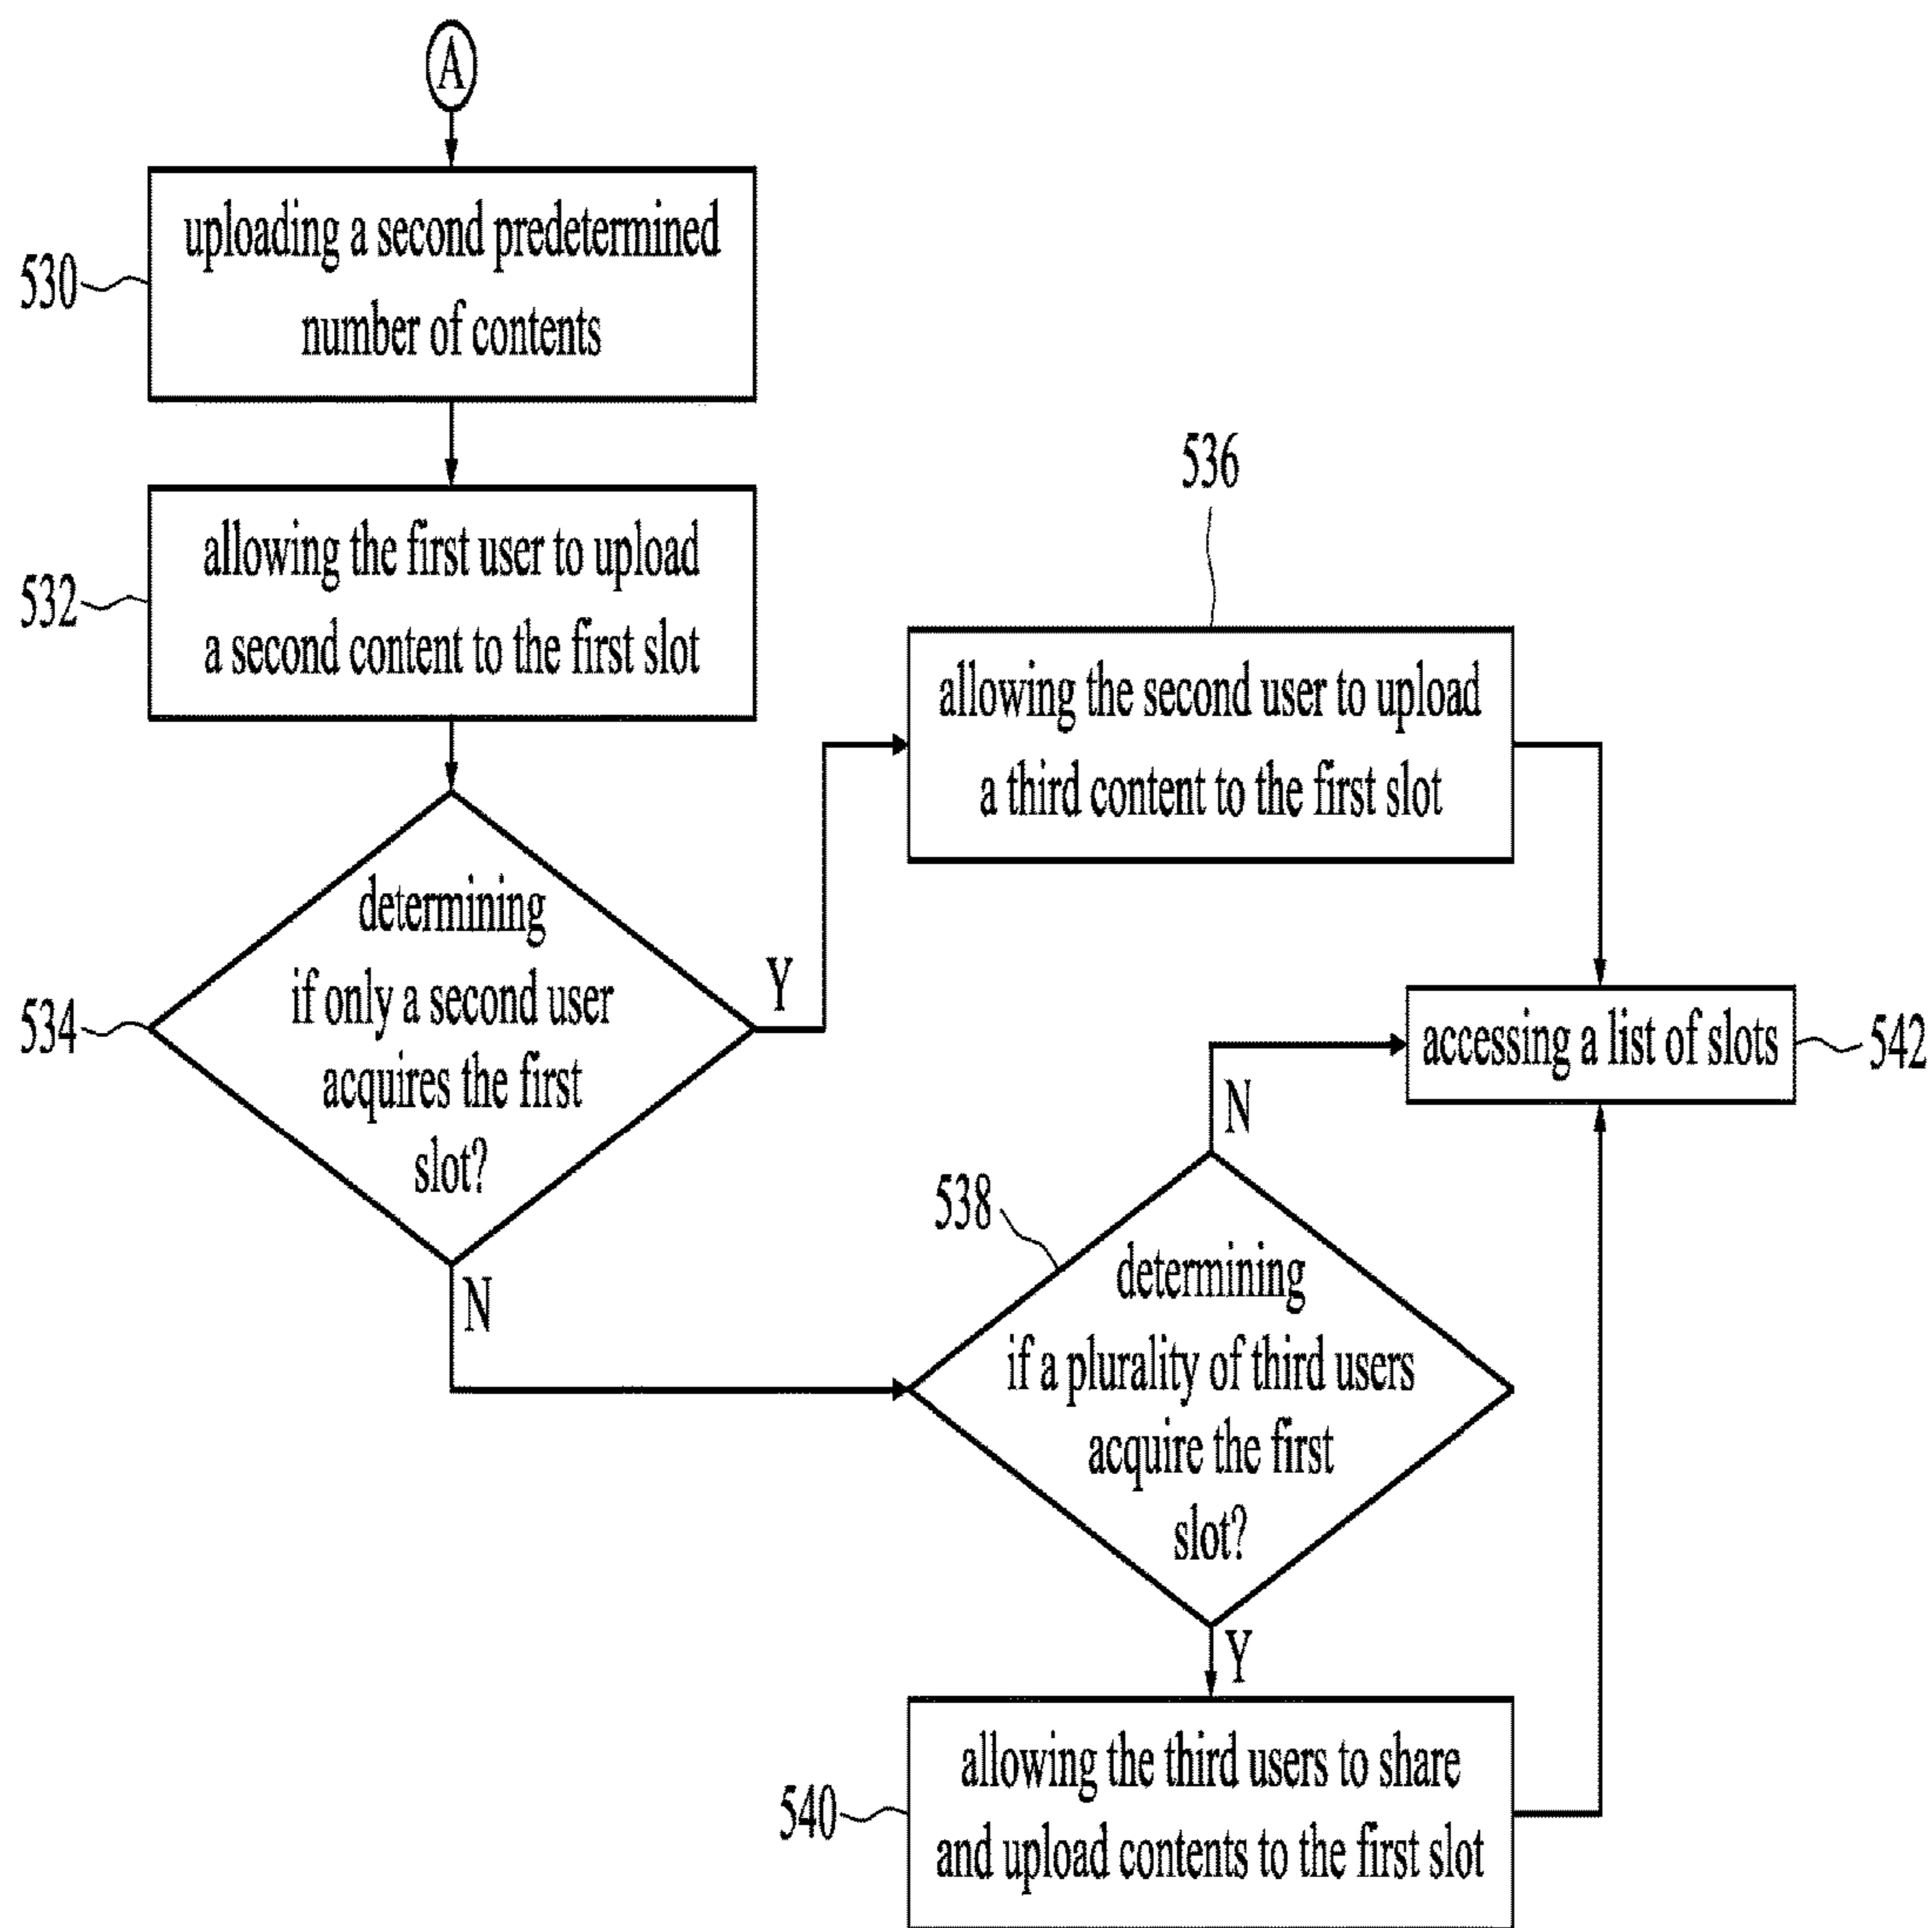 A
530
uploading a second predetermined
number of contents
532
allowing the first user to upload
a second content to the first slot
534
determining
if only a second user
acquires the first
slot?
Y
N
536
allowing the second user to upload
a third content to the first slot
538
determining
if a plurality of third users
acquire the first
slot?
N
Y
540
allowing the third users to share
and upload contents to the first slot
accessing a list of slots
542